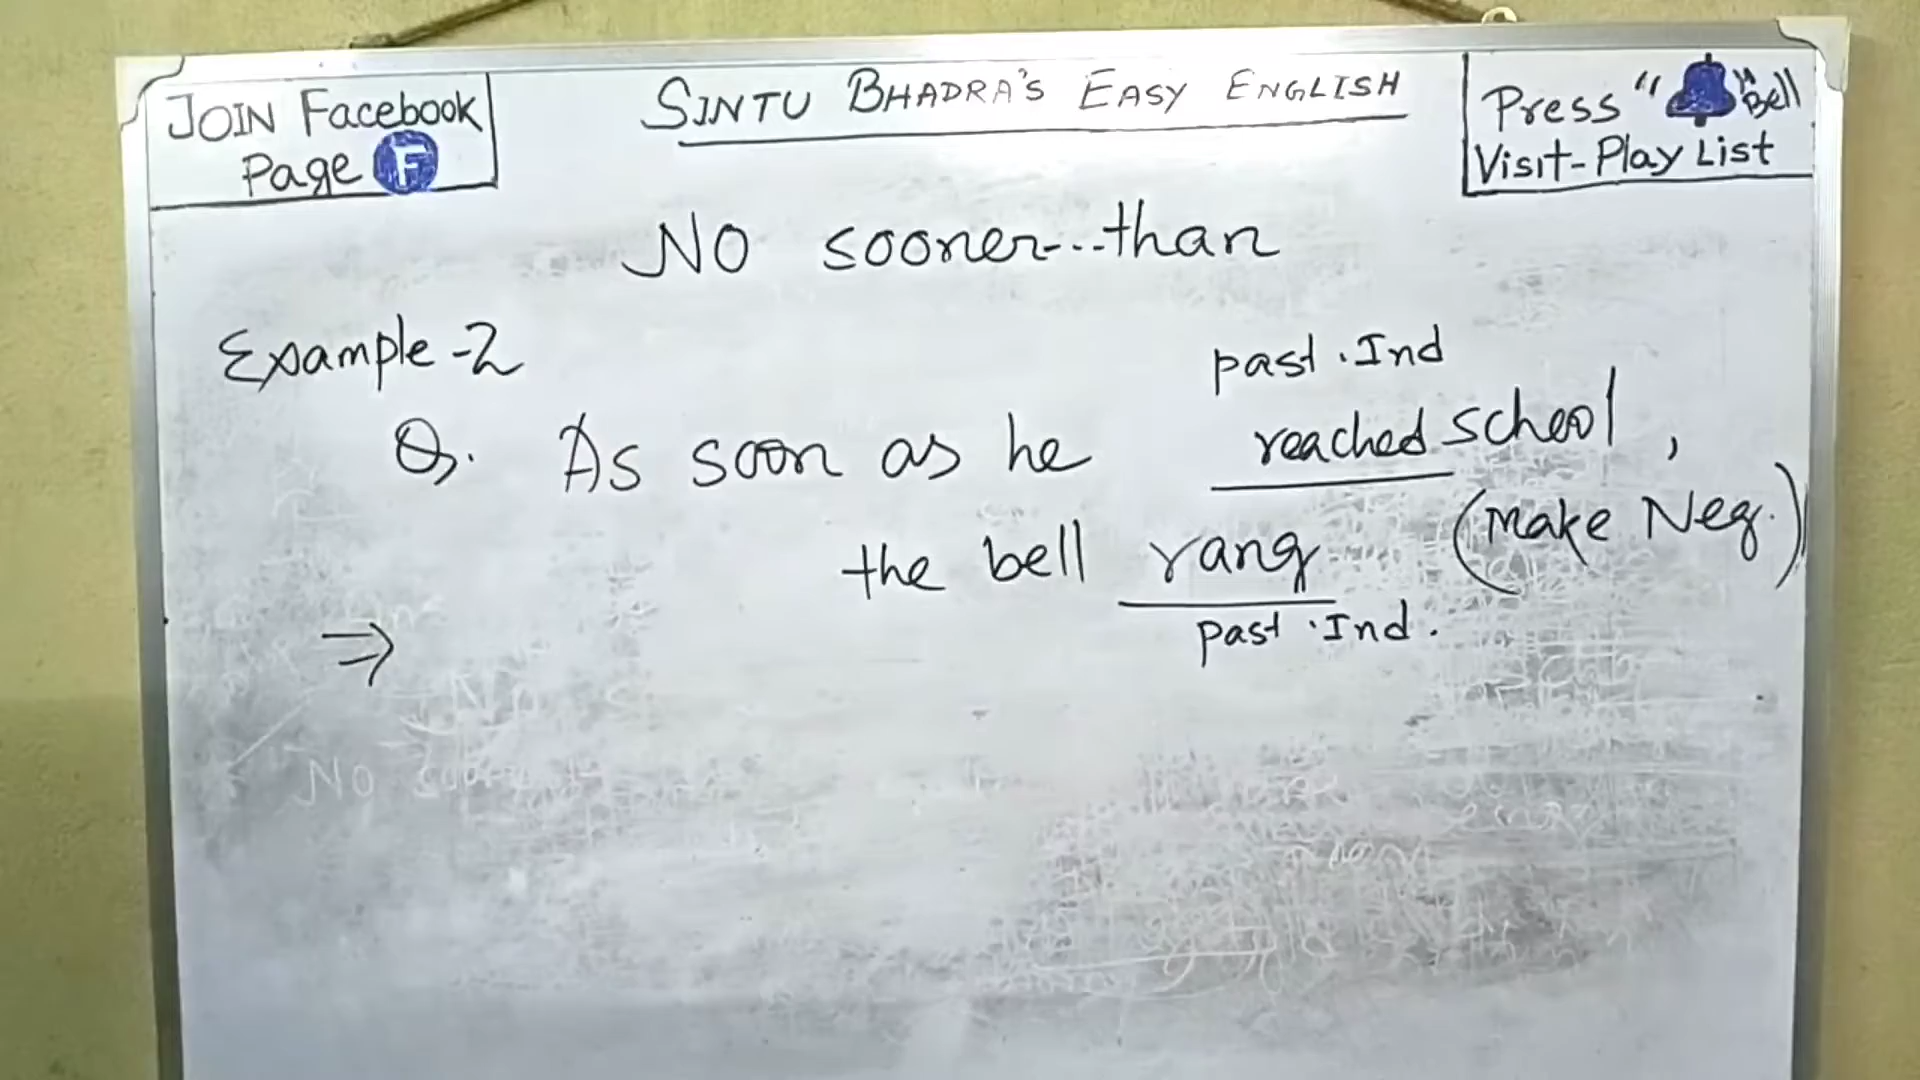 JOIN Facebook
Page F
SINTU BHADRA'S EASY ENGLISH
Press "🔔" Bell
Visit-Play List
NO sooner...than
Example-2
past.Ind
Q. As soon as he reached school,
the bell rang (make Neg.)
past.Ind.
⇒
No